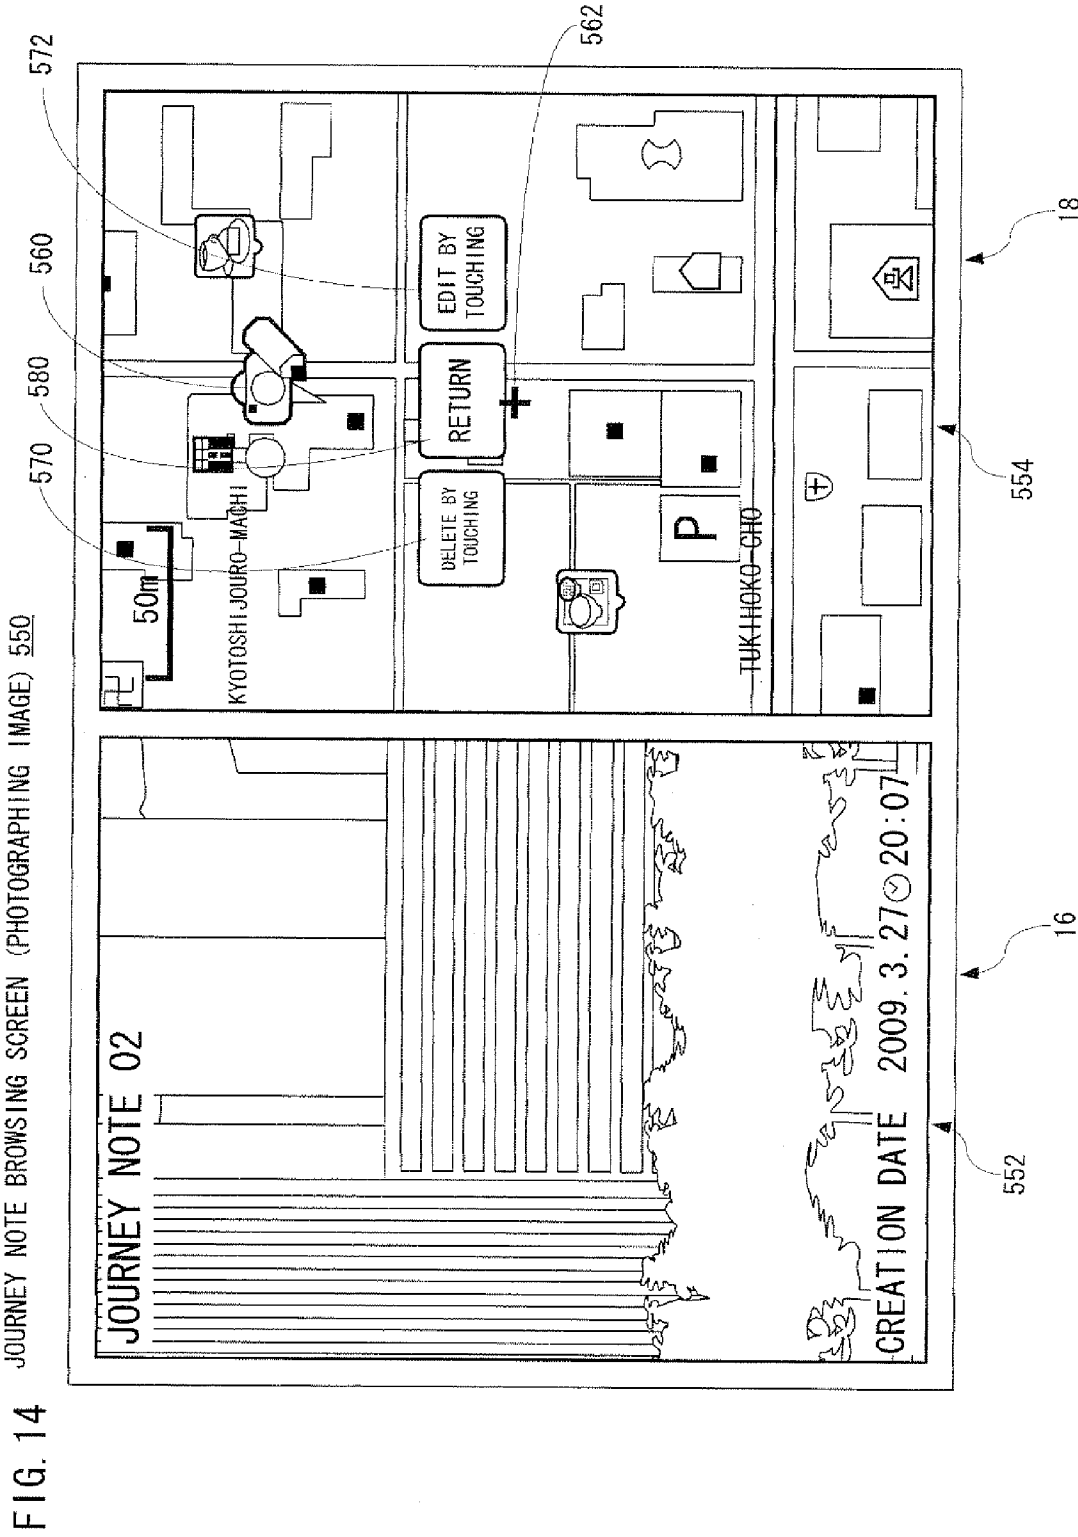 FIG. 14
JOURNEY NOTE BROWSING SCREEN (PHOTOGRAPHING IMAGE) 550
JOURNEY NOTE 02
CREATION DATE 2009. 3. 27 20:07
50m
KYOTOSHIJOURO-MACHI
DELETE BY
TOUCHING
RETURN
EDIT BY
TOUCHING
P
TUKIHOKO-CHO
570
580
560
572
562
552
16
554
18